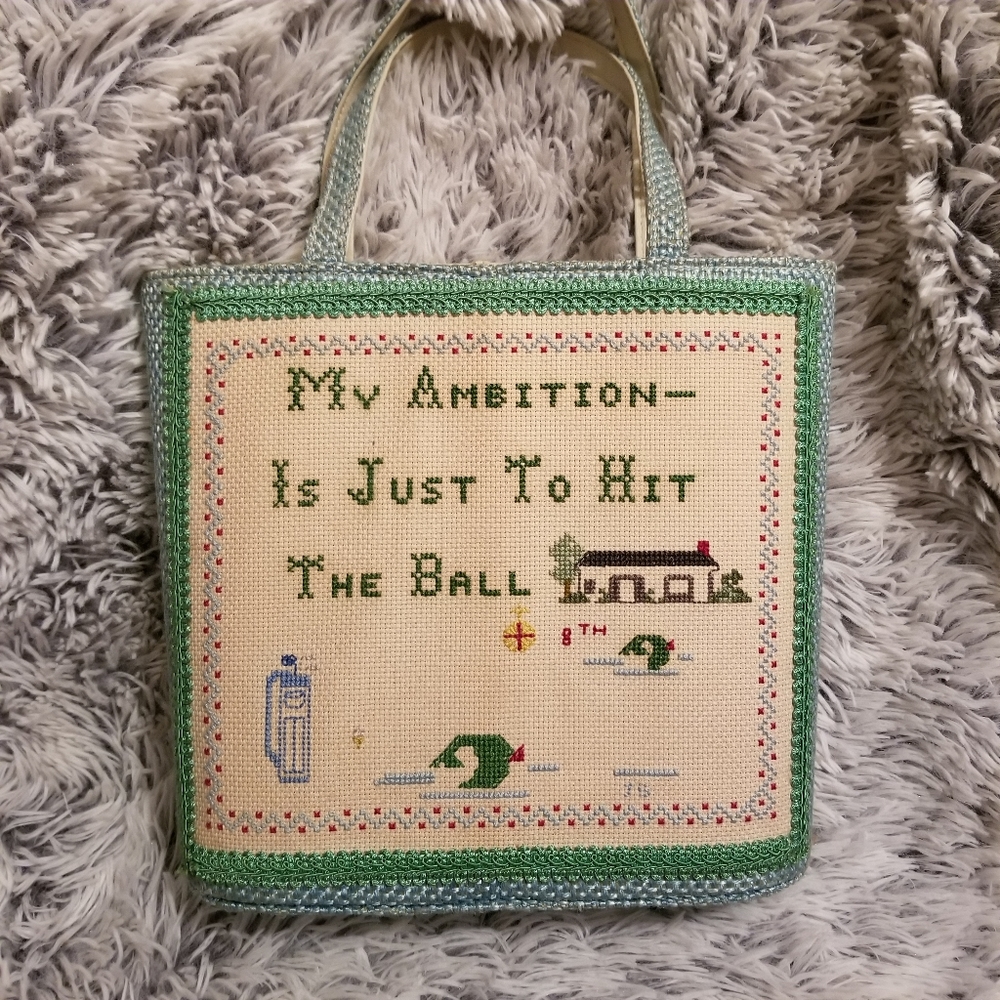 My Ambition—
Is Just To Hit
The Ball
8TH